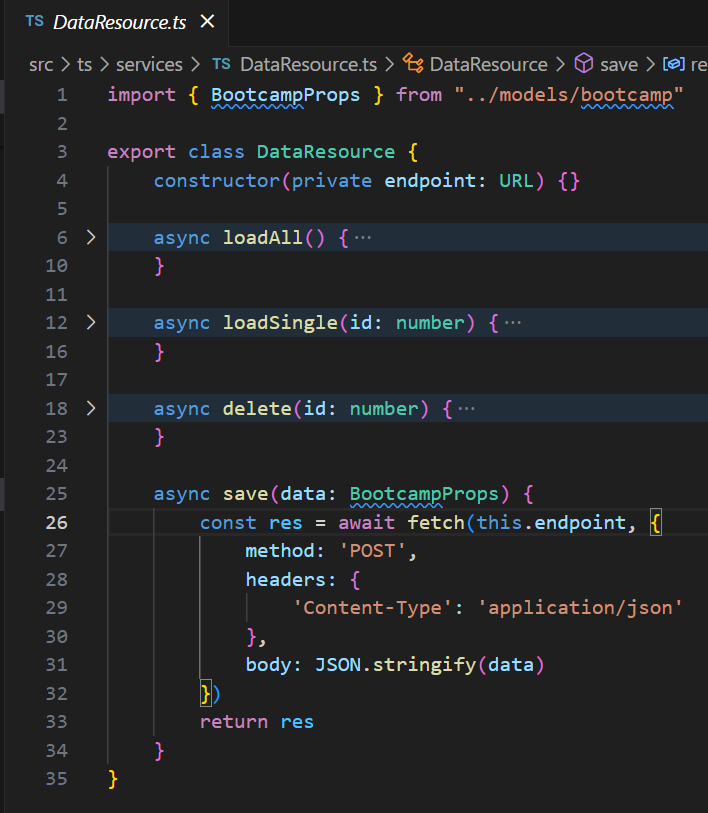 TS DataResource.ts ×
src > ts > services > TS DataResource.ts > DataResource > save > re
1 import { BootcampProps } from "../models/bootcamp"
2
3 export class DataResource {
4 constructor(private endpoint: URL) {}
5
6 async loadAll() { ⋯
10 }
11
12 async loadSingle(id: number) { ⋯
16 }
17
18 async delete(id: number) { ⋯
23 }
24
25 async save(data: BootcampProps) {
26 const res = await fetch(this.endpoint, {
27 method: 'POST',
28 headers: {
29 'Content-Type': 'application/json'
30 },
31 body: JSON.stringify(data)
32 })
33 return res
34 }
35 }